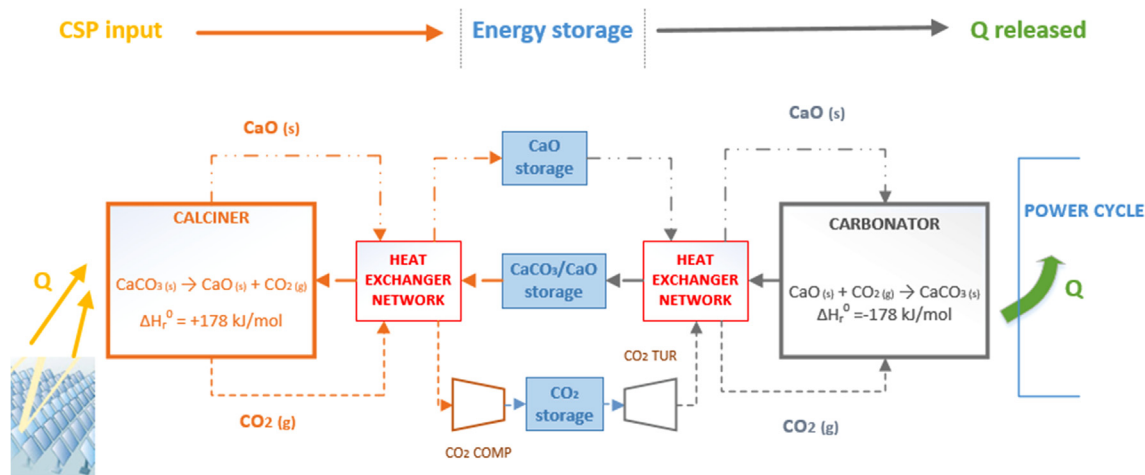 CSP input
Energy storage
Q released
CaO (s)
CaO (s)
CaO
storage
CALCINER
CaCO₃ (s) → CaO (s) + CO₂ (g)
ΔHᵣ⁰ = +178 kJ/mol
HEAT
EXCHANGER
NETWORK
CaCO₃/CaO
storage
HEAT
EXCHANGER
NETWORK
CARBONATOR
CaO (s) + CO₂ (g) → CaCO₃ (s)
ΔHᵣ⁰ =-178 kJ/mol
POWER CYCLE
Q
Q
CO₂ TUR
CO₂
storage
CO₂ (g)
CO₂ COMP
CO₂ (g)